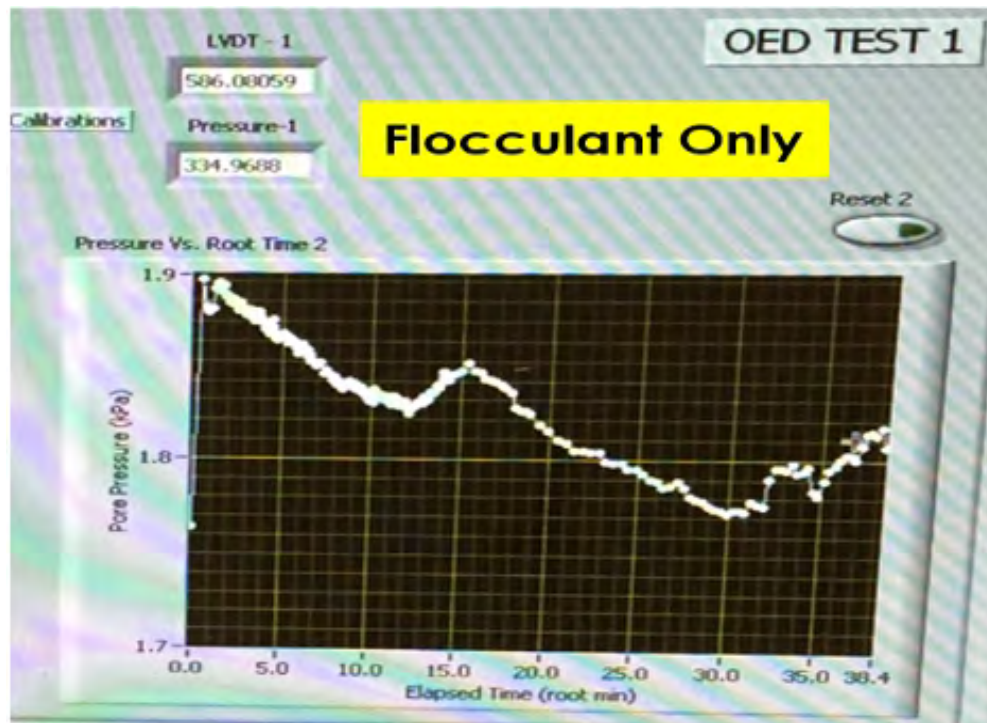 LVDT - 1
586.08059
OED TEST 1
Calibrations
Pressure-1
334.9688
Flocculant Only
Reset 2
Pressure Vs. Root Time 2
Pore Pressure (kPa)
1.9
1.8
1.7
0.0 5.0 10.0 15.0 20.0 25.0 30.0 35.0 38.4
Elapsed Time (root min)